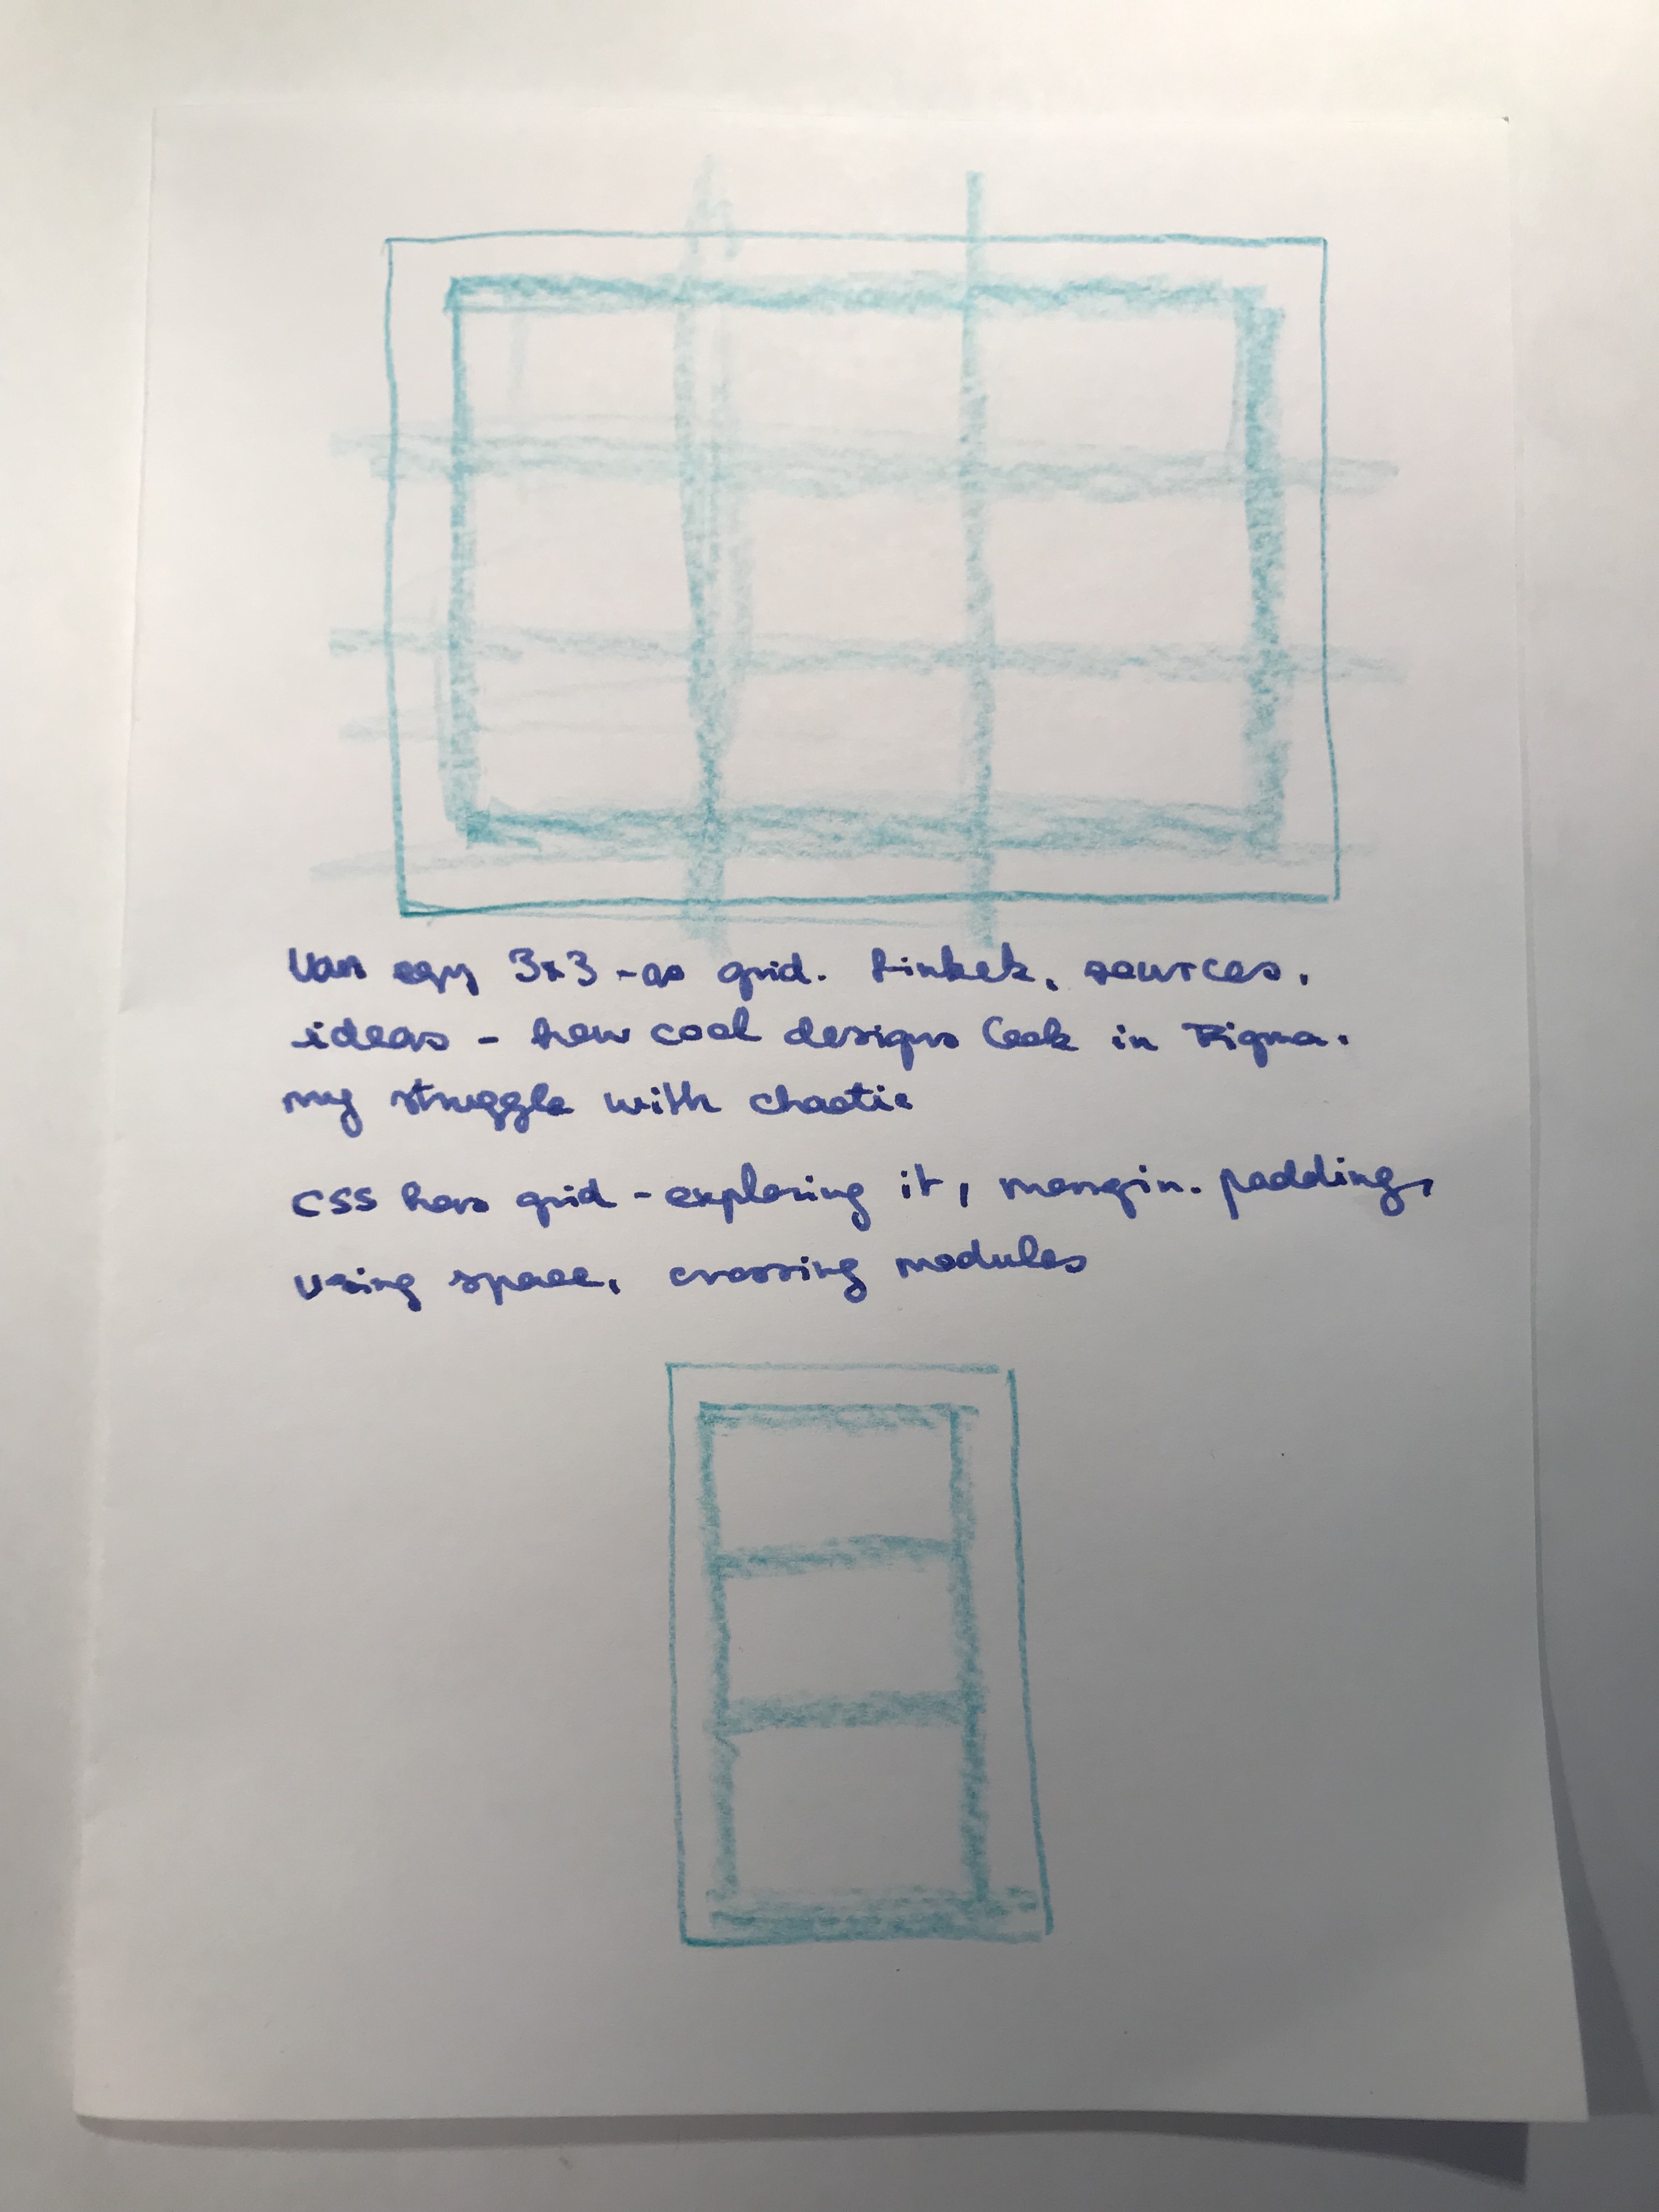 Van egy 3x3-as grid. Linkek, sources,
ideas - how cool designs look in Figma.
my struggle with chaotic
CSS has grid - exploring it, margin. padding,
using space, crossing modules